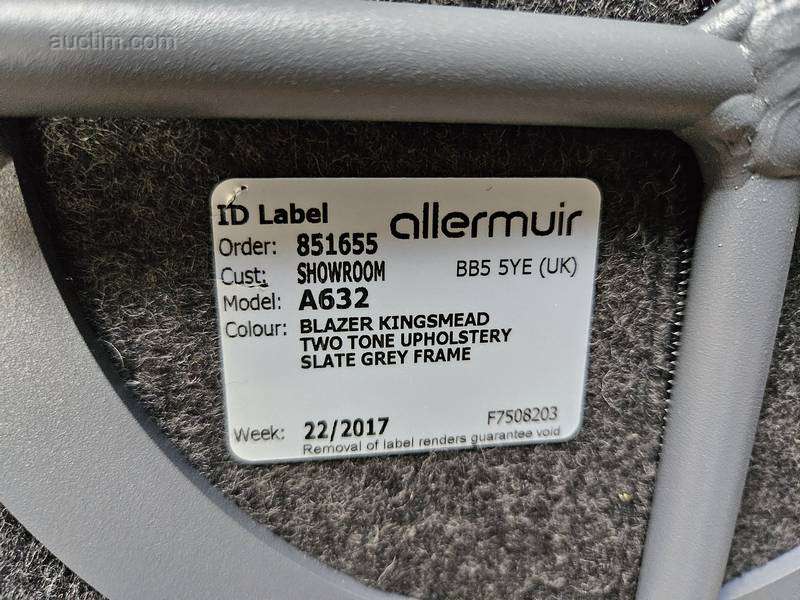 auctim.com
ID Label
allermuir
Order: 851655
Cust: SHOWROOM
BB5 5YE (UK)
Model: A632
Colour: BLAZER KINGSMEAD
TWO TONE UPHOLSTERY
SLATE GREY FRAME
Week: 22/2017
F7508203
Removal of label renders guarantee void